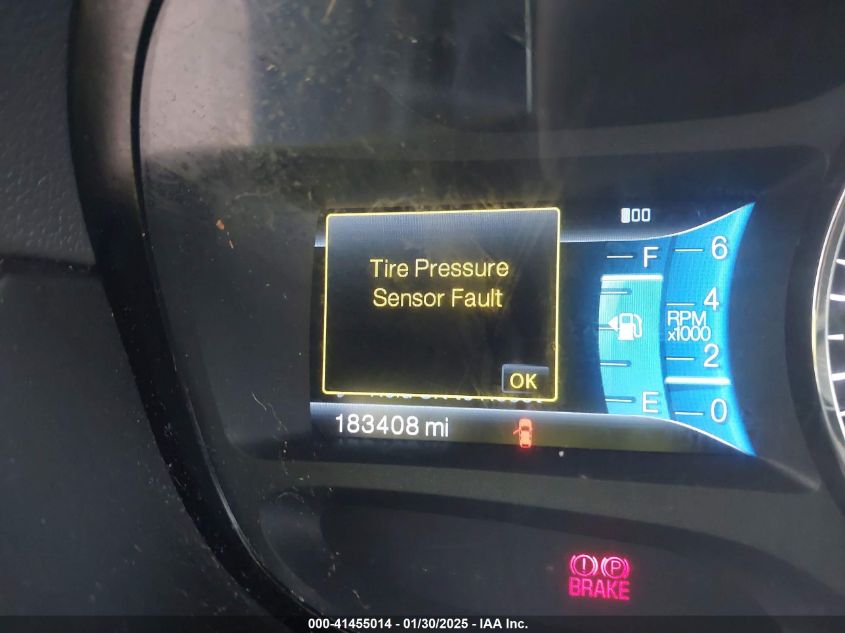 Tire Pressure
Sensor Fault
OK
F
E
6
4
RPM
x1000
2
0
183408 mi
P
BRAKE
000-41455014 - 01/30/2025 - IAA Inc.